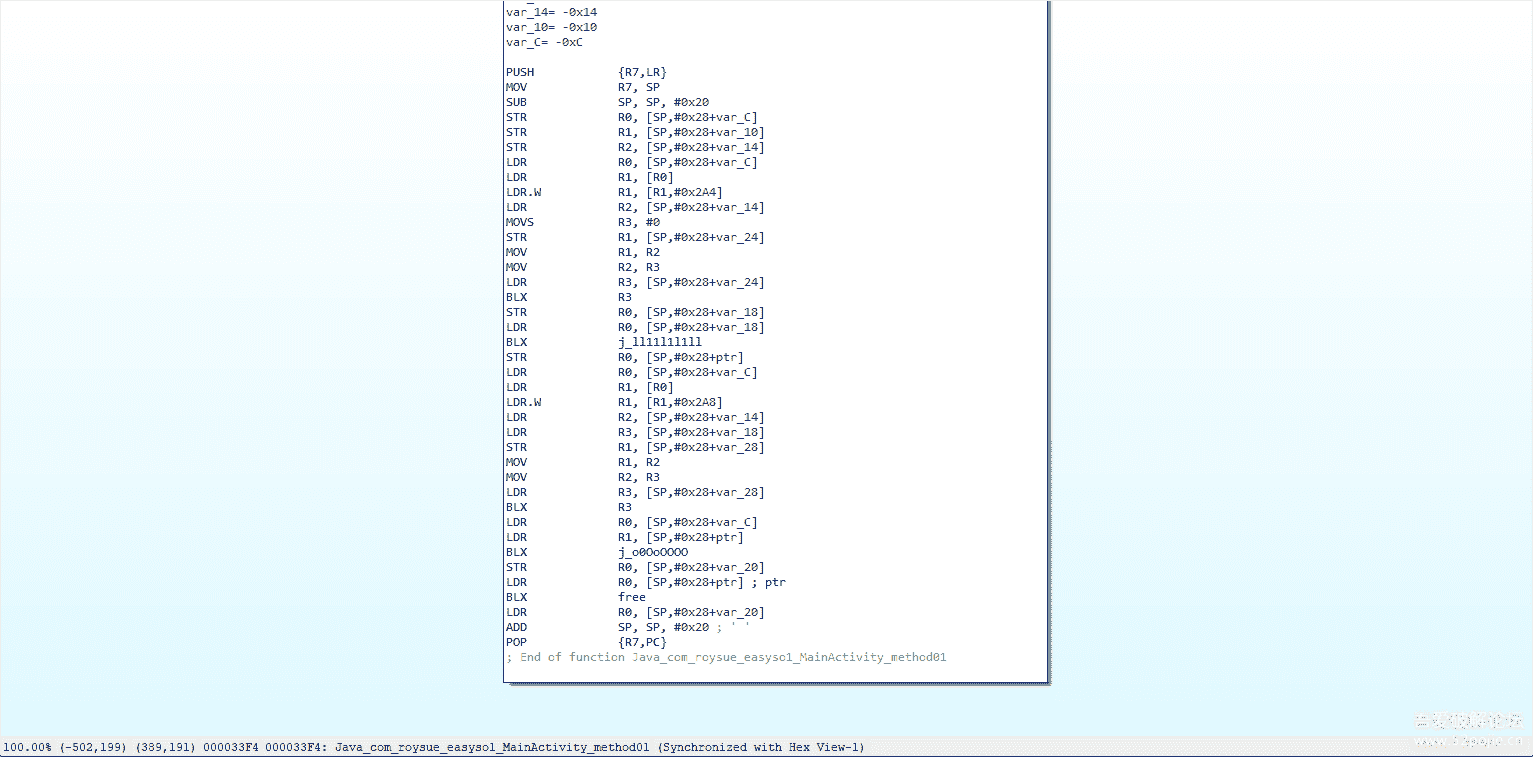 var_14= -0x14
var_10= -0x10
var_C= -0xC
PUSH {R7,LR}
MOV R7, SP
SUB SP, SP, #0x20
STR R0, [SP,#0x28+var_C]
STR R1, [SP,#0x28+var_10]
STR R2, [SP,#0x28+var_14]
LDR R0, [SP,#0x28+var_C]
LDR R1, [R0]
LDR.W R1, [R1,#0x2A4]
LDR R2, [SP,#0x28+var_14]
MOVS R3, #0
STR R1, [SP,#0x28+var_24]
MOV R1, R2
MOV R2, R3
LDR R3, [SP,#0x28+var_24]
BLX R3
STR R0, [SP,#0x28+var_18]
LDR R0, [SP,#0x28+var_18]
BLX
STR R0, [SP,#0x28+ptr]
LDR R0, [SP,#0x28+var_C]
LDR R1, [R0]
LDR.W R1, [R1,#0x2A8]
LDR R2, [SP,#0x28+var_14]
LDR R3, [SP,#0x28+var_18]
STR R1, [SP,#0x28+var_28]
MOV R1, R2
MOV R2, R3
LDR R3, [SP,#0x28+var_28]
BLX R3
LDR R0, [SP,#0x28+var_C]
LDR R1, [SP,#0x28+ptr]
BLX
STR R0, [SP,#0x28+var_20]
LDR R0, [SP,#0x28+ptr] ; ptr
BLX free
LDR R0, [SP,#0x28+var_20]
ADD SP, SP, #0x20 ; ' '
POP {R7,PC}
; End of function Java_com_roysue_easyso1_MainActivity_method01
100.00% (-502,199) (389,191) 000033F4 000033F4: Java_com_roysue_easyso1_MainActivity_method01 (Synchronized with Hex View-1)